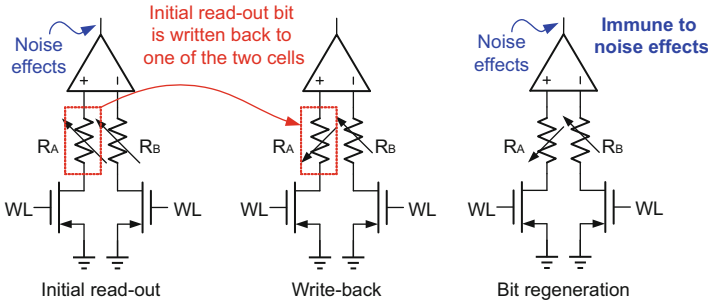 Noise
effects
Initial read-out bit
is written back to
one of the two cells
Noise
effects
Immune to
noise effects
+
–
+
–
+
–
RA
RB
RA
RB
RA
RB
WL
WL
WL
WL
WL
WL
Initial read-out
Write-back
Bit regeneration